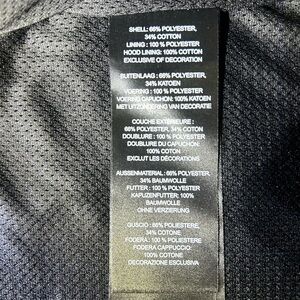 SHELL: 66% POLYESTER,
34% COTTON
LINING: 100 % POLYESTER
HOOD LINING: 100% COTTON
EXCLUSIVE OF DECORATION
BUITENLAAG : 66% POLYESTER,
34% KATOEN
VOERING : 100 % POLYESTER
VOERING CAPUCHON: 100% KATOEN
MET UITZONDERING VAN DECORATIE
COUCHE EXTÉRIEURE :
66% POLYESTER, 34% COTON
DOUBLURE : 100 % POLYESTER
DOUBLURE DU CAPUCHON:
100% COTON
EXCLUT LES DÉCORATIONS
AUSSENMATERIAL: 66% POLYESTER,
34% BAUMWOLLE
FUTTER : 100 % POLYESTER
KAPUZENFUTTER: 100%
BAUMWOLLE
OHNE VERZIERUNG
GUSCIO : 66% POLIESTERE,
34% COTONE
FODERA : 100 % POLIESTERE
FODERA CAPPUCCIO:
100% COTONE
DECORAZIONE ESCLUSIVA